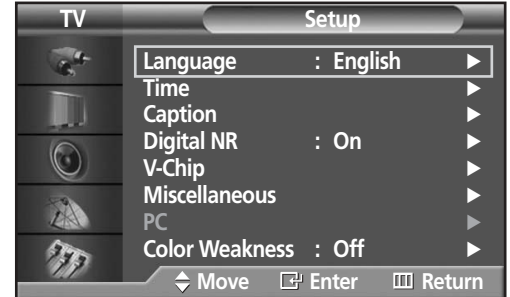 TV Setup
Language : English
Time
Caption
Digital NR : On
V-Chip
Miscellaneous
PC
Color Weakness : Off
Move Enter Return